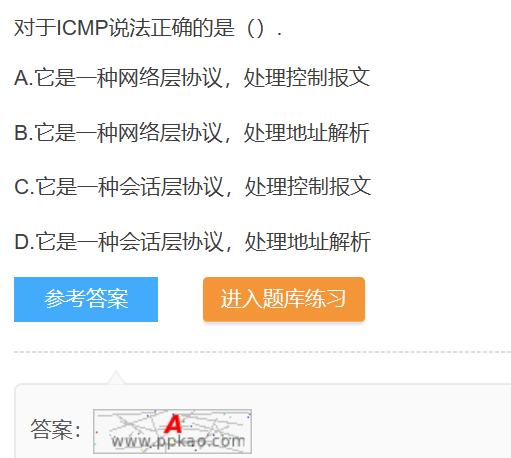 对于ICMP说法正确的是（）.
A.它是一种网络层协议，处理控制报文
B.它是一种网络层协议，处理地址解析
C.它是一种会话层协议，处理控制报文
D.它是一种会话层协议，处理地址解析
参考答案 进入题库练习
答案： A
www.ppkao.com